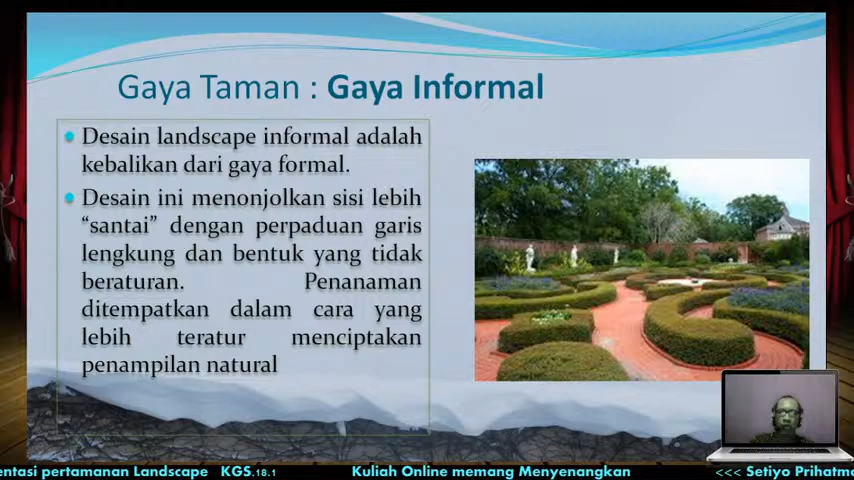 Gaya Taman : Gaya Informal
Desain landscape informal adalah
kebalikan dari gaya formal.
Desain ini menonjolkan sisi lebih
“santai” dengan perpaduan garis
lengkung dan bentuk yang tidak
beraturan. Penanaman
ditempatkan dalam cara yang
lebih teratur menciptakan
penampilan natural
entasi pertamanan Landscape KGS.18.1 Kuliah Online memang Menyenangkan <<< Setiyo Prihatm